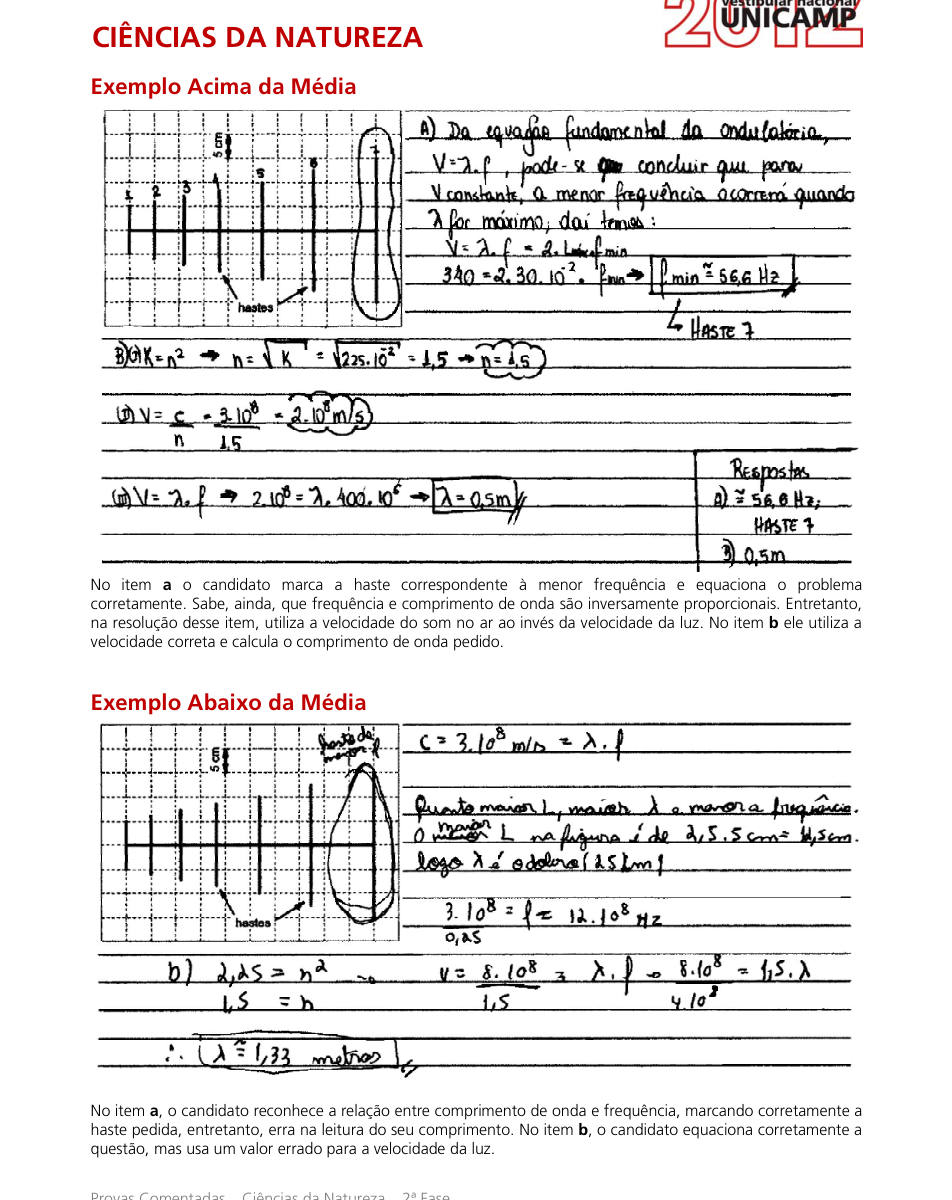 vestibular nacional
2012
UNICAMP
CIÊNCIAS DA NATUREZA
Exemplo Acima da Média
5 cm
1 2 3 4 5 6 7
hastes
A) Da equação fundamental da ondulatória,
V=λ.f, pode-se concluir que para
V constante, a menor frequência ocorrerá quando
λ for máximo, daí temos:
V= λ.f = 2.Lmáx.fmin
340 = 2.30.10⁻². fmin → fmin ≅ 56,6 Hz
↳ HASTE 7
B)(I) K=n² → n= √K = √225.10⁻² = 1,5 → n=1,5
(II) V= c/n = 3.10⁸/1,5 = 2.10⁸ m/s
(III) V= λ.f → 2.10⁸ = λ.400.10⁶ → λ=0,5m
RESPOSTAS
A) ≅ 56,6 Hz;
HASTE 7
B) 0,5m
No item a o candidato marca a haste correspondente à menor frequência e equaciona o problema
corretamente. Sabe, ainda, que frequência e comprimento de onda são inversamente proporcionais. Entretanto,
na resolução desse item, utiliza a velocidade do som no ar ao invés da velocidade da luz. No item b ele utiliza a
velocidade correta e calcula o comprimento de onda pedido.
Exemplo Abaixo da Média
5 cm
haste de
menor f
hastes
C = 3.10⁸ m/s = λ.f
Quanto maior L, maior λ e menor a frequência.
O maior L na figura é de 2,5.5cm = 12,5cm.
logo λ é o dobro (25cm)
3.10⁸/0,25 = f = 12.10⁸ Hz
b) 2,25 = n² → V = 8.10⁸/1,5 = λ.f → 8.10⁸/4.10⁸ = 1,5.λ
1,5 = n
∴ λ ≅ 1,33 metros
No item a, o candidato reconhece a relação entre comprimento de onda e frequência, marcando corretamente a
haste pedida, entretanto, erra na leitura do seu comprimento. No item b, o candidato equaciona corretamente a
questão, mas usa um valor errado para a velocidade da luz.
Provas Comentadas Ciências da Natureza 2ª Fase